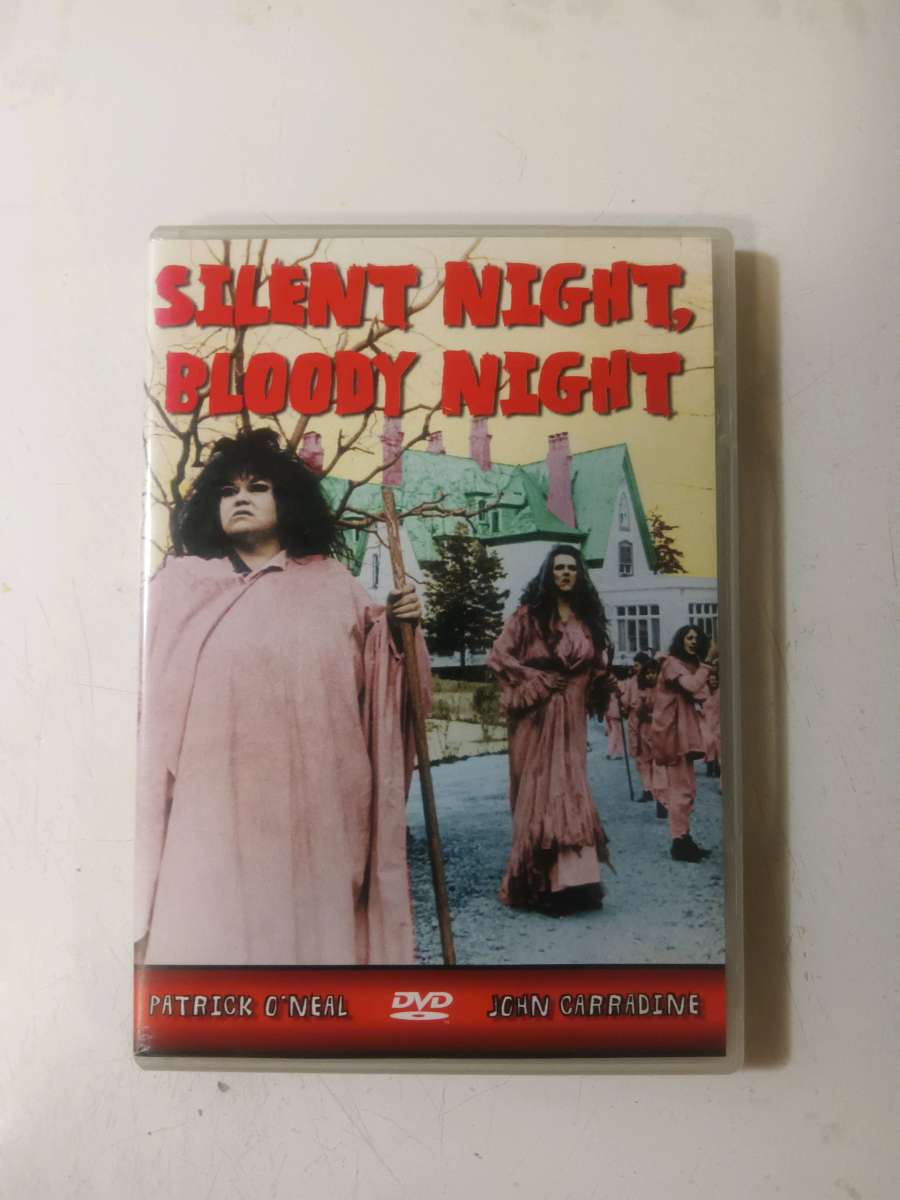 SILENT NIGHT,
BLOODY NIGHT
PATRICK O'NEAL DVD JOHN CARRADINE